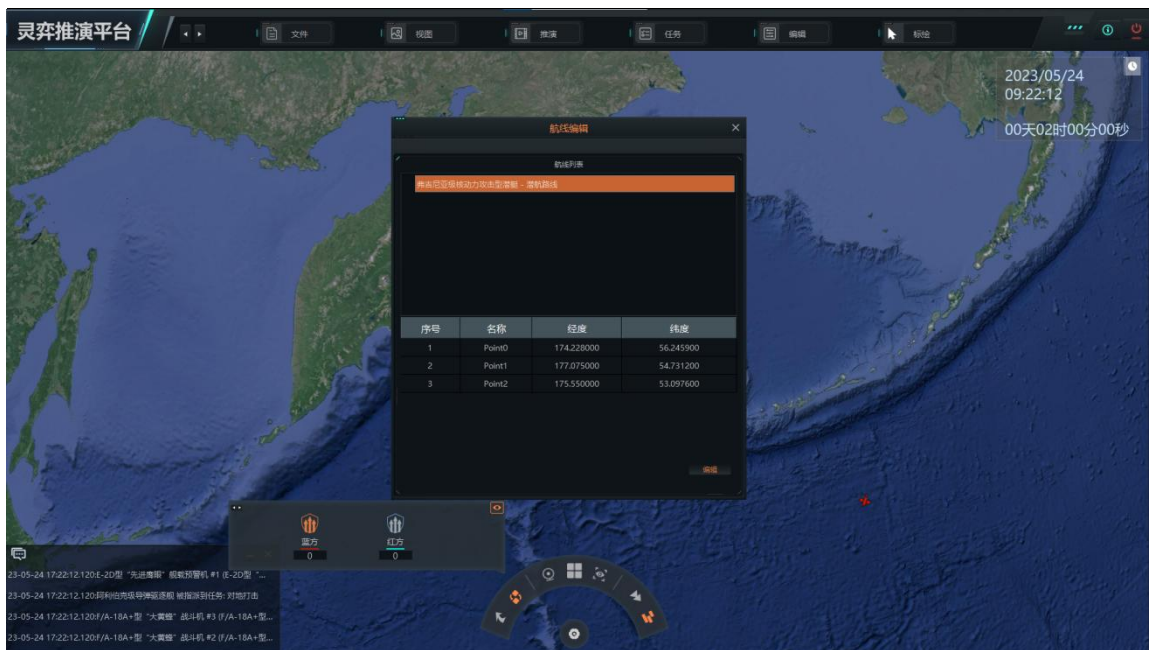 灵弈推演平台
文件
视图
推演
任务
编辑
标绘
2023/05/24
09:22:12
00天02时00分00秒
航线编辑
航线列表
弗吉尼亚级核动力攻击型潜艇 - 潜航路线
序号 名称 经度 纬度
1 Point0 174.228000 56.245900
2 Point1 177.075000 54.731200
3 Point2 175.550000 53.097600
编辑
蓝方 红方
0 0
23-05-24 17:22:12.120:E-2D型 "先进鹰眼" 舰载预警机 #1 (E-2D型 "...
23-05-24 17:22:12.120:阿利伯克级导弹驱逐舰 被指派到任务: 对地打击
23-05-24 17:22:12.120:F/A-18A+型 "大黄蜂" 战斗机 #3 (F/A-18A+型...
23-05-24 17:22:12.120:F/A-18A+型 "大黄蜂" 战斗机 #2 (F/A-18A+型...